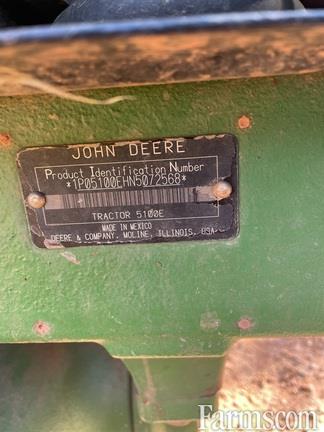 JOHN DEERE
Product Identification Number
*1P05100EHN5072568*
TRACTOR 5100E
MADE IN MEXICO
DEERE & COMPANY, MOLINE, ILLINOIS, USA
Farms.com